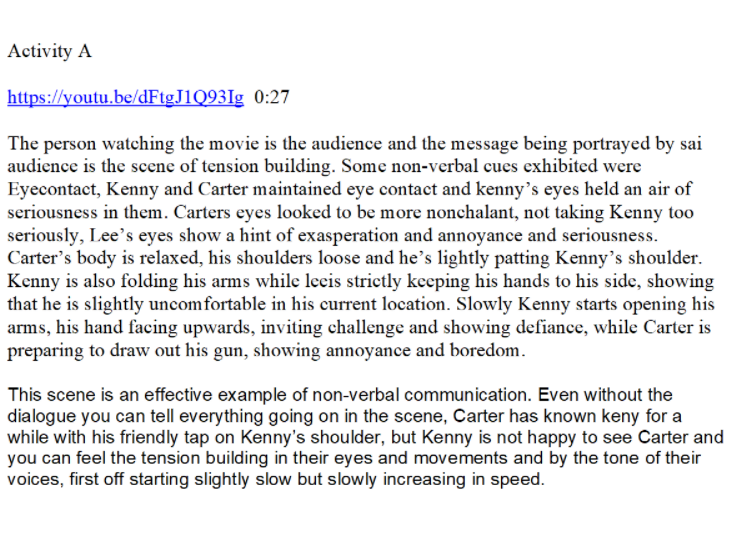 Activity A
https://youtu.be/dFtgJ1Q93Ig 0:27
The person watching the movie is the audience and the message being portrayed by sai
audience is the scene of tension building. Some non-verbal cues exhibited were
Eyecontact, Kenny and Carter maintained eye contact and kenny’s eyes held an air of
seriousness in them. Carters eyes looked to be more nonchalant, not taking Kenny too
seriously, Lee’s eyes show a hint of exasperation and annoyance and seriousness.
Carter’s body is relaxed, his shoulders loose and he’s lightly patting Kenny’s shoulder.
Kenny is also folding his arms while leeis strictly keeping his hands to his side, showing
that he is slightly uncomfortable in his current location. Slowly Kenny starts opening his
arms, his hand facing upwards, inviting challenge and showing defiance, while Carter is
preparing to draw out his gun, showing annoyance and boredom.
This scene is an effective example of non-verbal communication. Even without the
dialogue you can tell everything going on in the scene, Carter has known keny for a
while with his friendly tap on Kenny’s shoulder, but Kenny is not happy to see Carter and
you can feel the tension building in their eyes and movements and by the tone of their
voices, first off starting slightly slow but slowly increasing in speed.